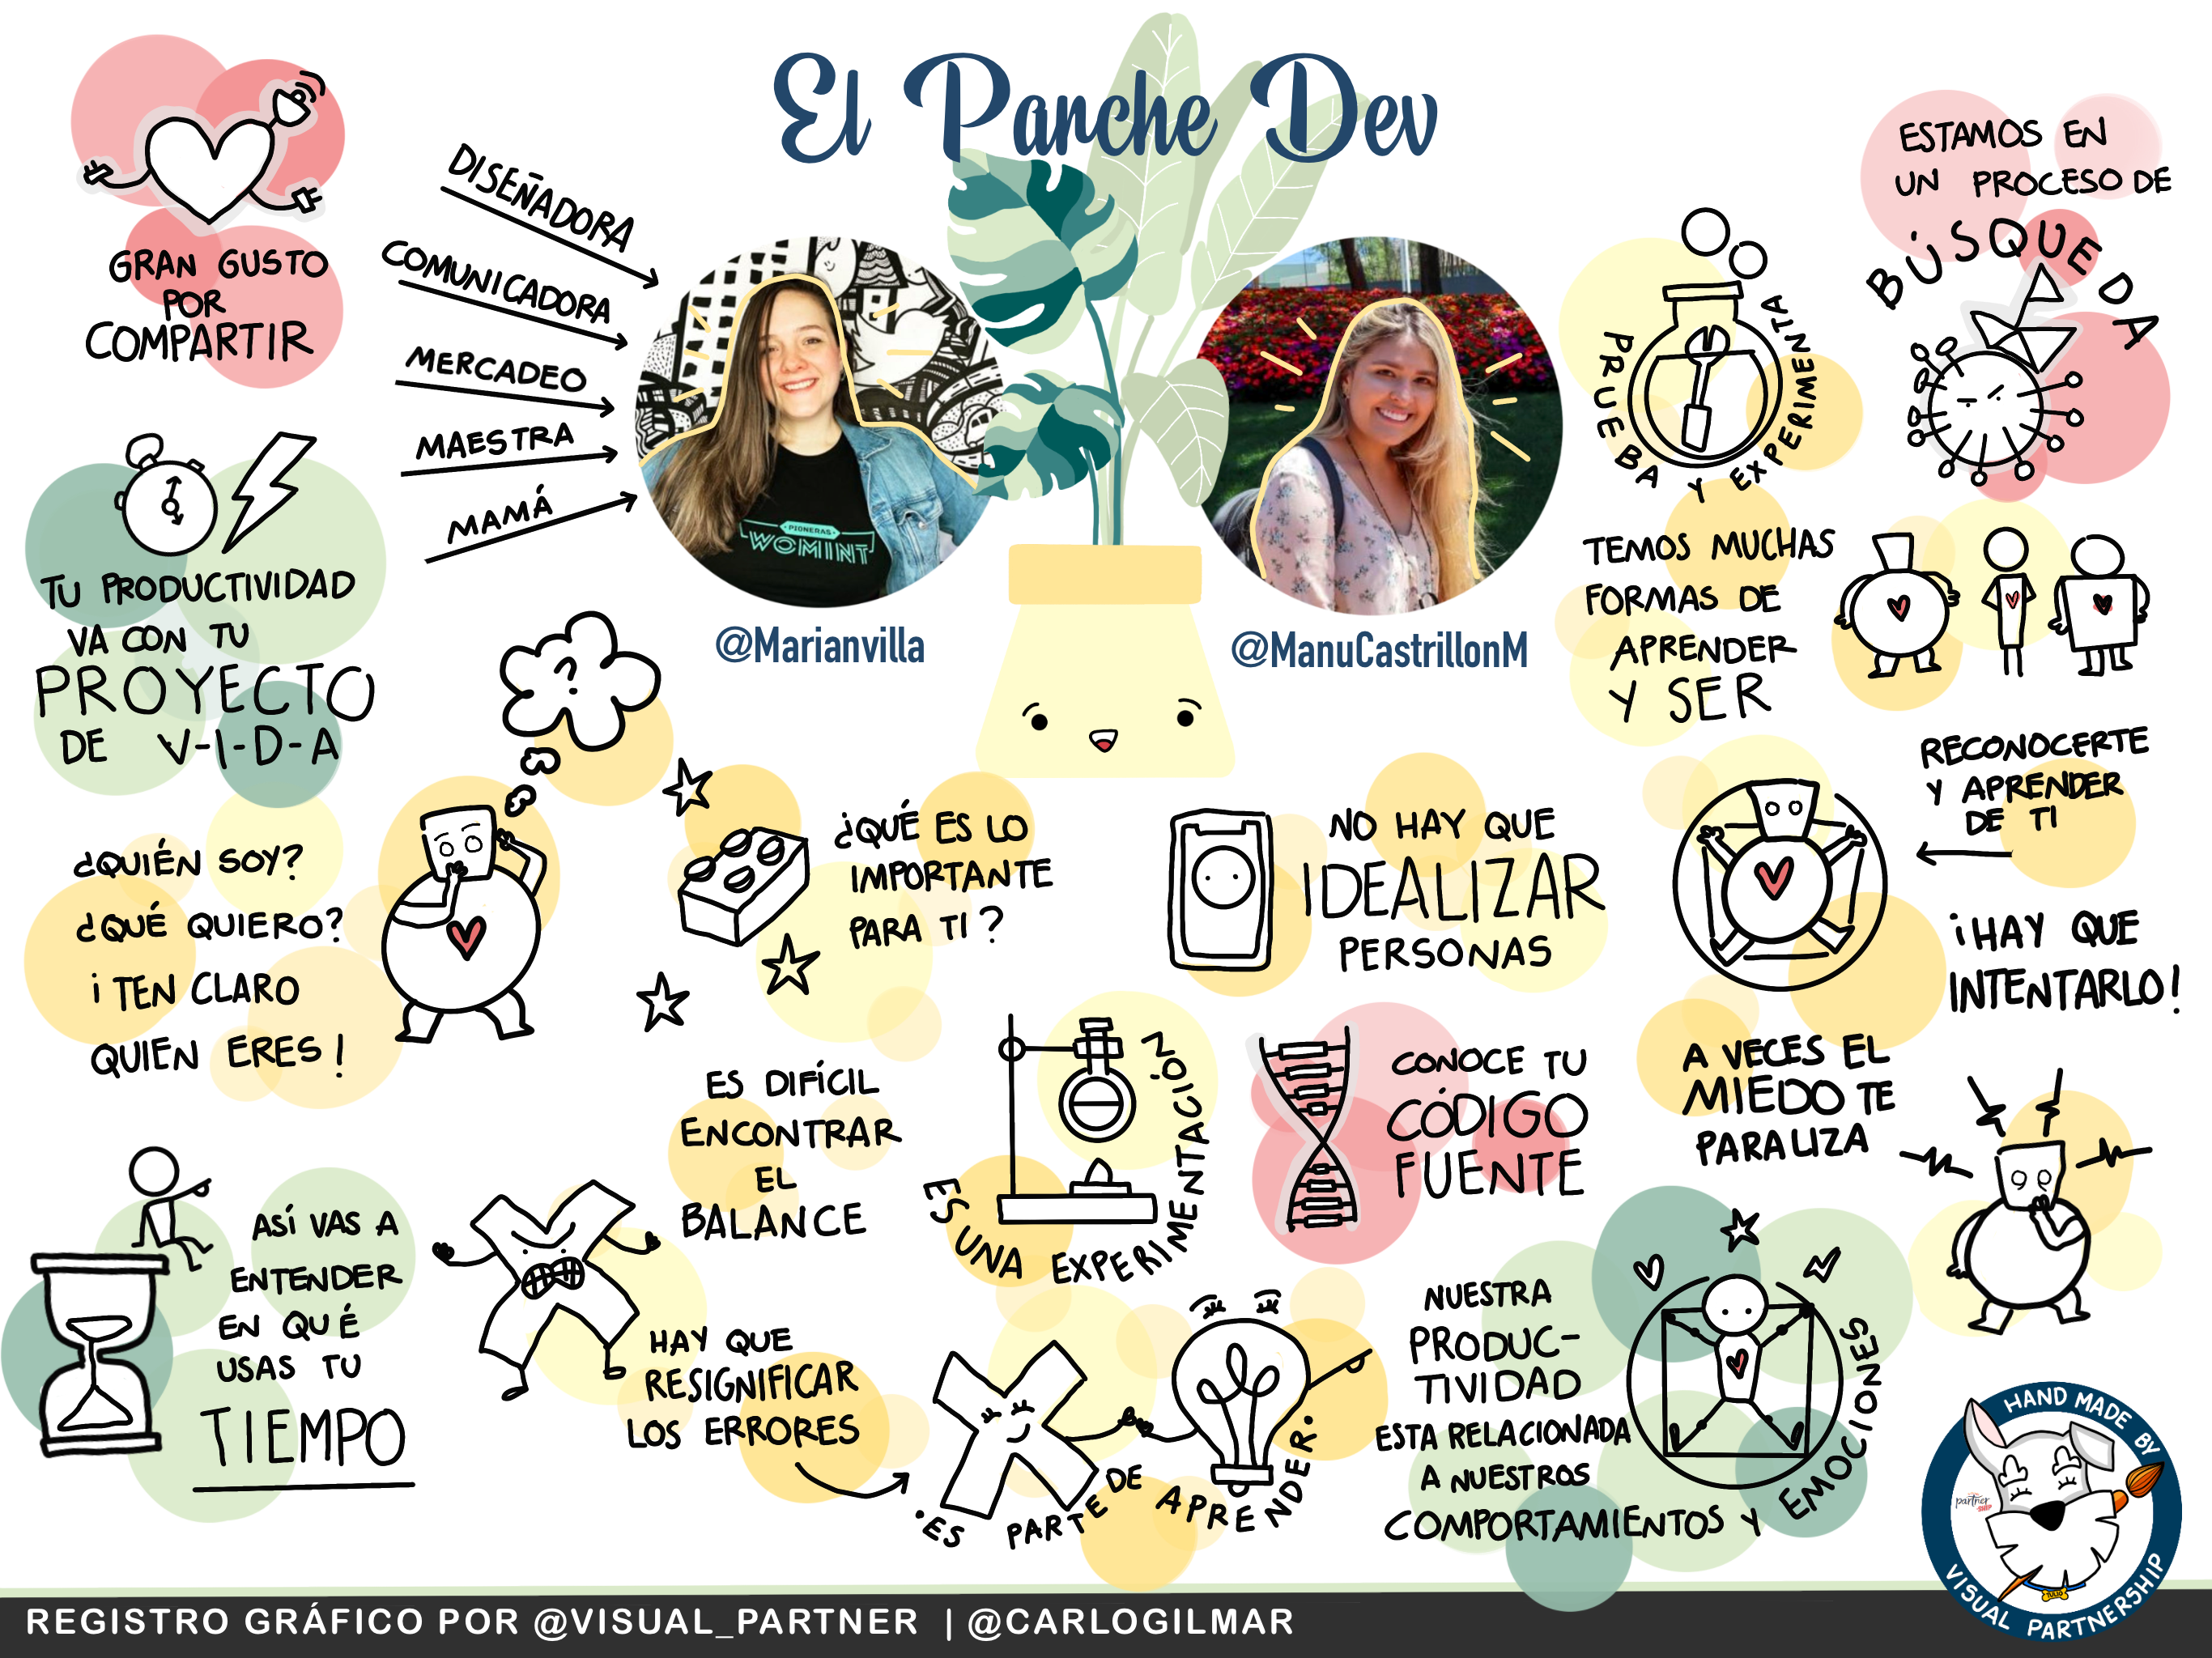 El Parche Dev
GRAN GUSTO
POR
COMPARTIR
DISEÑADORA
COMUNICADORA
MERCADEO
MAESTRA
MAMÁ
PIONERAS
WOMINT
@Marianvilla
@ManuCastrillonM
PRUEBA Y EXPERIMENTA
ESTAMOS EN
UN PROCESO DE
BÚSQUEDA
TU PRODUCTIVIDAD
VA CON TU
PROYECTO
DE V-I-D-A
TEMOS MUCHAS
FORMAS DE
APRENDER
Y SER
¿QUIÉN SOY?
¿QUÉ QUIERO?
¡TEN CLARO
QUIEN ERES!
?
¿QUÉ ES LO
IMPORTANTE
PARA TI?
NO HAY QUE
IDEALIZAR
PERSONAS
RECONOCERTE
Y APRENDER
DE TI
¡HAY QUE
INTENTARLO!
ES DIFÍCIL
ENCONTRAR
EL
BALANCE
ES UNA EXPERIMENTACIÓN
CONOCE TU
CÓDIGO
FUENTE
A VECES EL
MIEDO TE
PARALIZA
ASÍ VAS A
ENTENDER
EN QUÉ
USAS TU
TIEMPO
HAY QUE
RESIGNIFICAR
LOS ERRORES
•ES PARTE DE APRENDER•
NUESTRA
PRODUC-
TIVIDAD
ESTA RELACIONADA
A NUESTROS
COMPORTAMIENTOS Y EMOCIONES
HAND MADE BY
partner
VISUAL PARTNERSHIP
REGISTRO GRÁFICO POR @VISUAL_PARTNER | @CARLOGILMAR